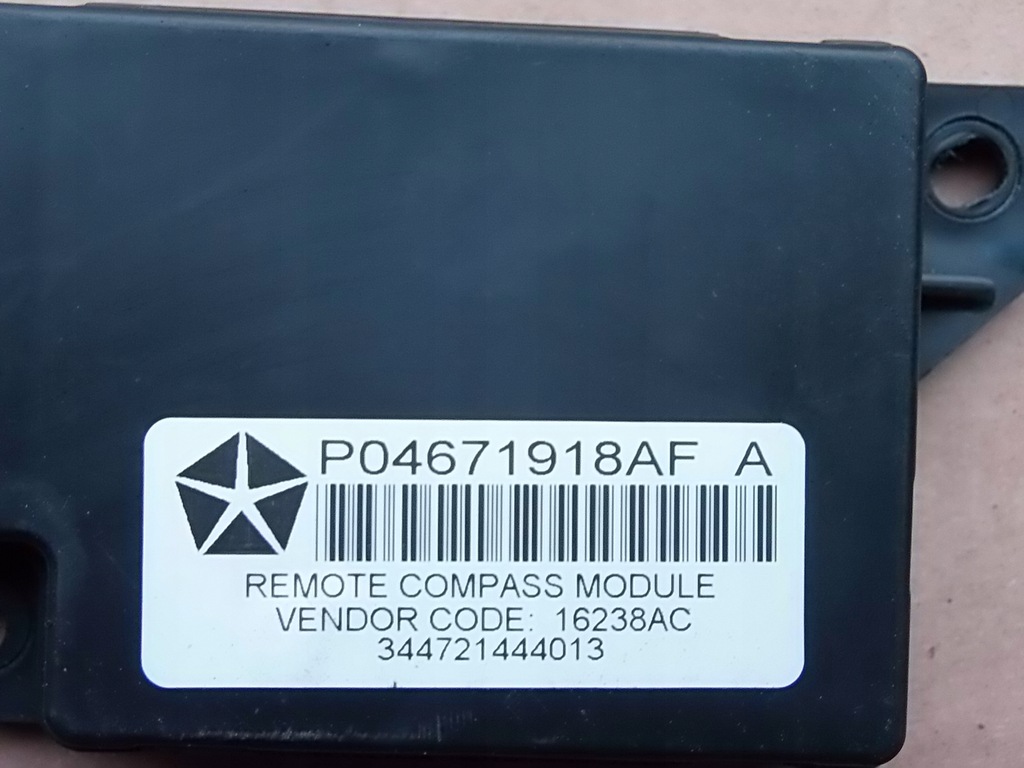 P04671918AF A
REMOTE COMPASS MODULE
VENDOR CODE: 16238AC
344721444013